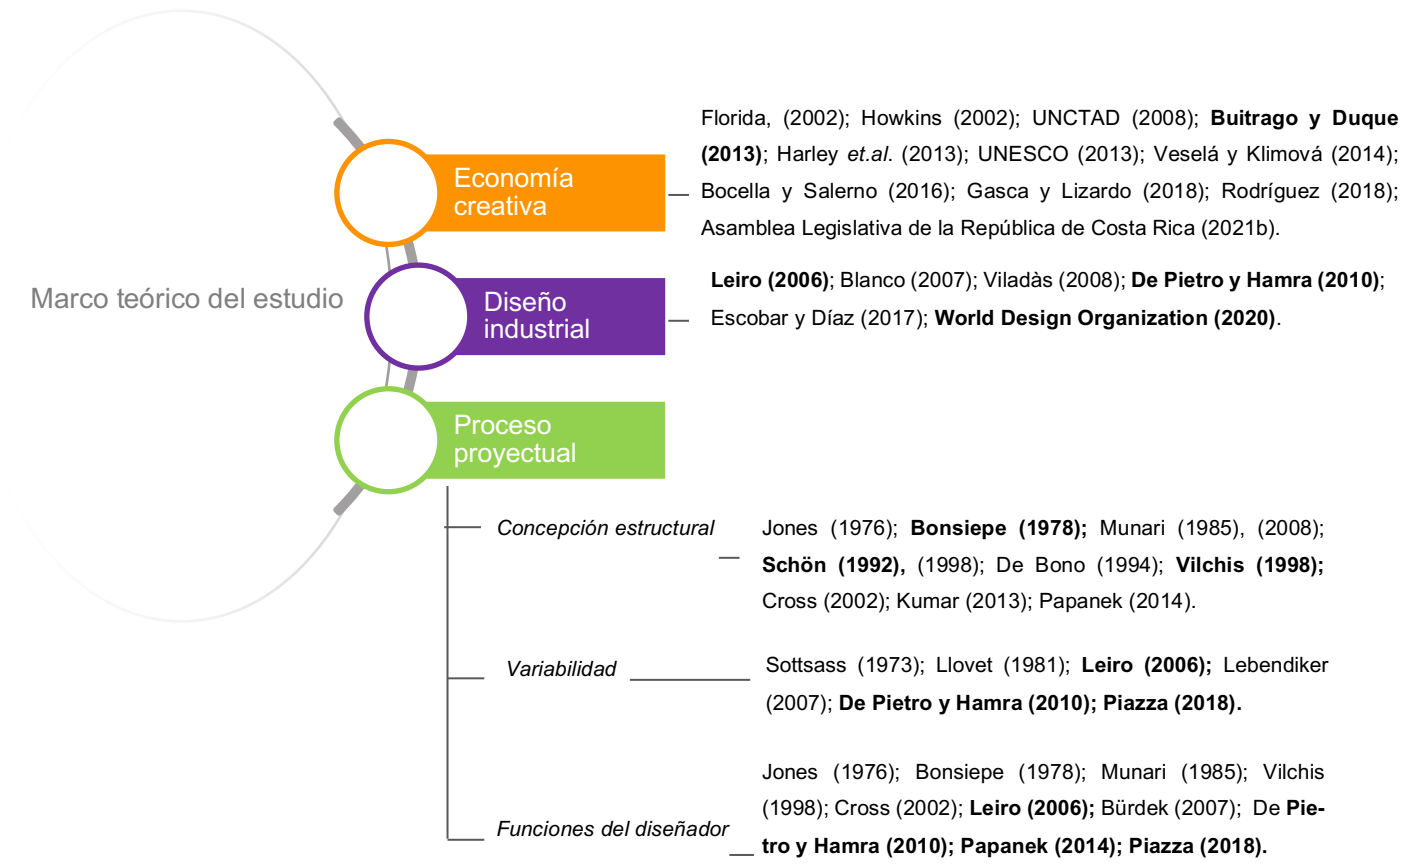 Marco teórico del estudio
Economía
creativa
Florida, (2002); Howkins (2002); UNCTAD (2008); Buitrago y Duque
(2013); Harley et.al. (2013); UNESCO (2013); Veselá y Klimová (2014);
Bocella y Salerno (2016); Gasca y Lizardo (2018); Rodríguez (2018);
Asamblea Legislativa de la República de Costa Rica (2021b).
Diseño
industrial
Leiro (2006); Blanco (2007); Viladàs (2008); De Pietro y Hamra (2010);
Escobar y Díaz (2017); World Design Organization (2020).
Proceso
proyectual
Concepción estructural
Jones (1976); Bonsiepe (1978); Munari (1985), (2008);
Schön (1992), (1998); De Bono (1994); Vilchis (1998);
Cross (2002); Kumar (2013); Papanek (2014).
Variabilidad
Sottsass (1973); Llovet (1981); Leiro (2006); Lebendiker
(2007); De Pietro y Hamra (2010); Piazza (2018).
Funciones del diseñador
Jones (1976); Bonsiepe (1978); Munari (1985); Vilchis
(1998); Cross (2002); Leiro (2006); Bürdek (2007); De Pie-
tro y Hamra (2010); Papanek (2014); Piazza (2018).